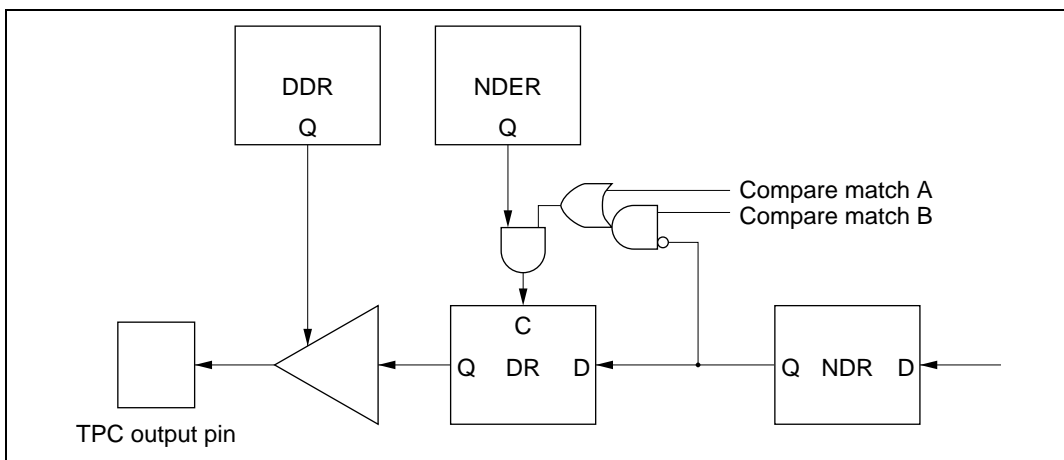 DDR
Q
NDER
Q
Compare match A
Compare match B
C
Q DR D
Q NDR D
TPC output pin